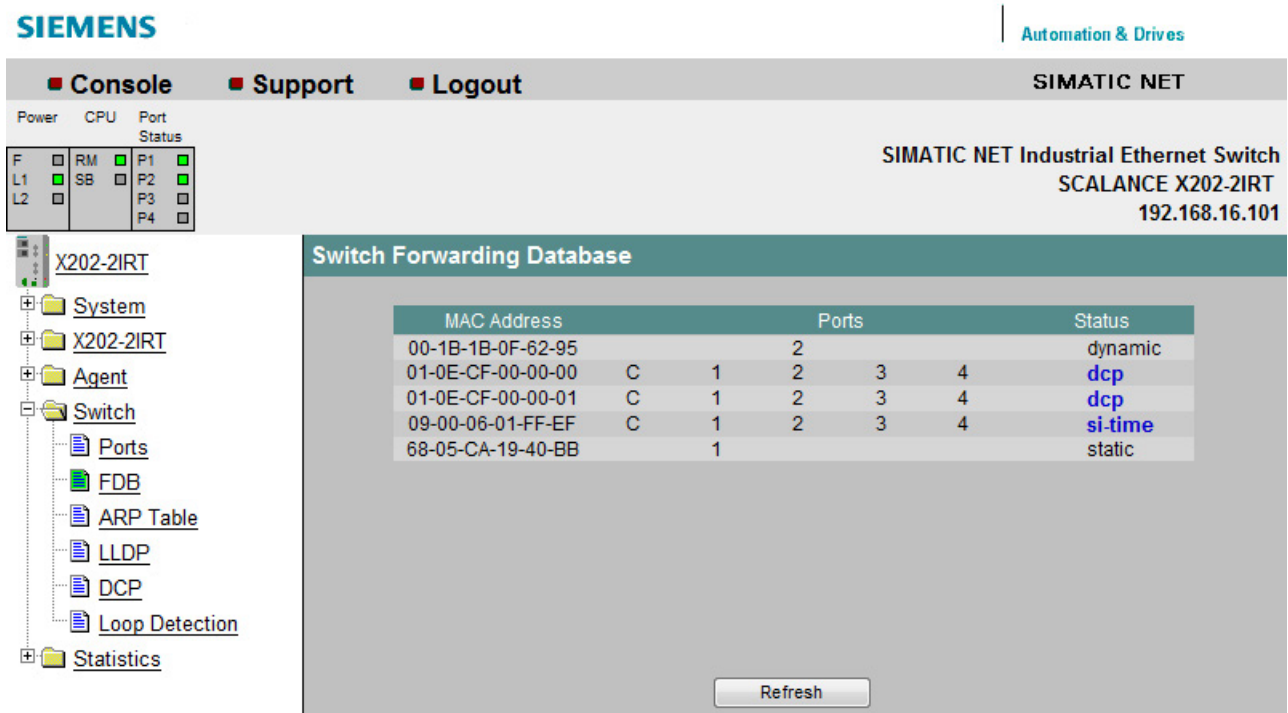 SIEMENS
Automation & Drives
Console Support Logout SIMATIC NET
Power CPU Port Status
F RM P1
L1 SB P2
L2 P3
P4
SIMATIC NET Industrial Ethernet Switch
SCALANCE X202-2IRT
192.168.16.101
X202-2IRT
System
X202-2IRT
Agent
Switch
Ports
FDB
ARP Table
LLDP
DCP
Loop Detection
Statistics
Switch Forwarding Database
MAC Address Ports Status
00-1B-1B-0F-62-95 2 dynamic
01-0E-CF-00-00-00 C 1 2 3 4 dcp
01-0E-CF-00-00-01 C 1 2 3 4 dcp
09-00-06-01-FF-EF C 1 2 3 4 si-time
68-05-CA-19-40-BB 1 static
Refresh